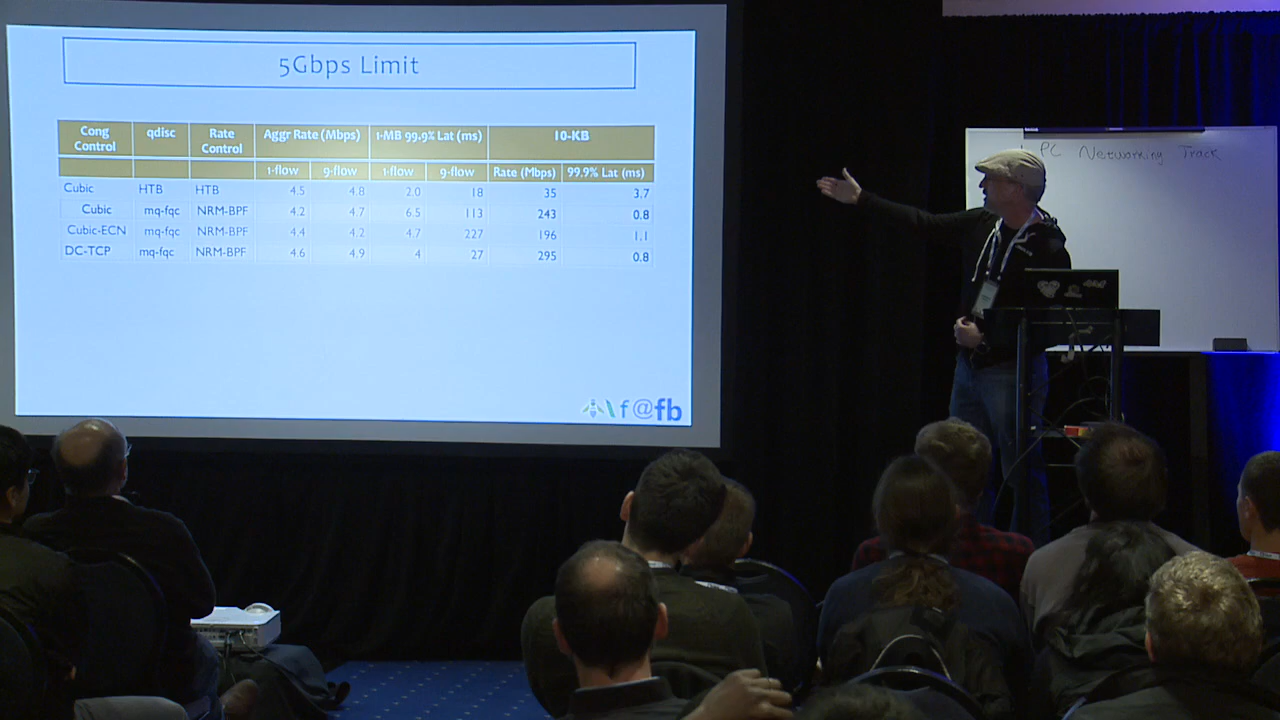 5Gbps Limit
Cong Control qdisc Rate Control Aggr Rate (Mbps) 1-MB 99.9% Lat (ms) 10-KB
1-flow 9-flow 1-flow 9-flow Rate (Mbps) 99.9% Lat (ms)
Cubic HTB HTB 4.5 4.8 2.0 18 35 3.7
Cubic mq-fqc NRM-BPF 4.2 4.7 6.5 113 243 0.8
Cubic-ECN mq-fqc NRM-BPF 4.4 4.2 4.7 227 196 1.1
DC-TCP mq-fqc NRM-BPF 4.6 4.9 4 27 295 0.8
f@fb
PC Networking Track